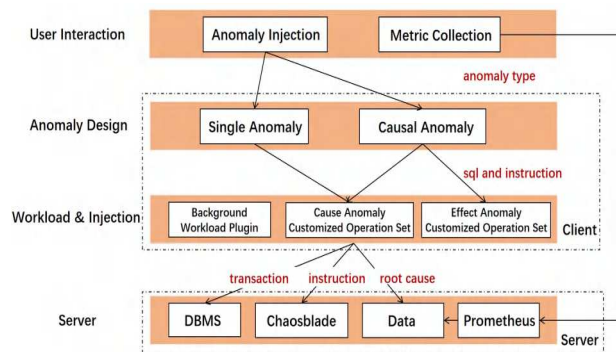 User Interaction
Anomaly Injection
Metric Collection
anomaly type
Anomaly Design
Single Anomaly
Causal Anomaly
sql and instruction
Workload & Injection
Background
Workload Plugin
Cause Anomaly
Customized Operation Set
Effect Anomaly
Customized Operation Set
Client
transaction
instruction
root cause
Server
DBMS
Chaosblade
Data
Prometheus
Server